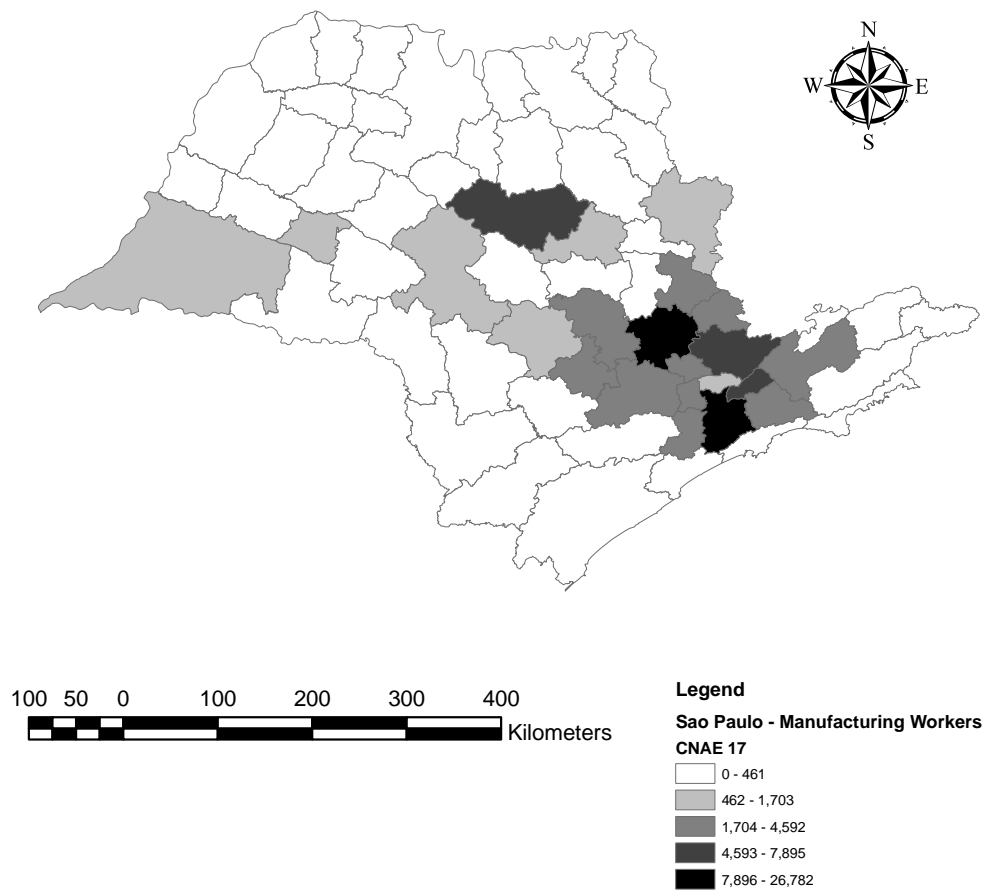 N
W E
S
100 50 0 100 200 300 400
Kilometers
Legend
Sao Paulo - Manufacturing Workers
CNAE 17
0 - 461
462 - 1,703
1,704 - 4,592
4,593 - 7,895
7,896 - 26,782